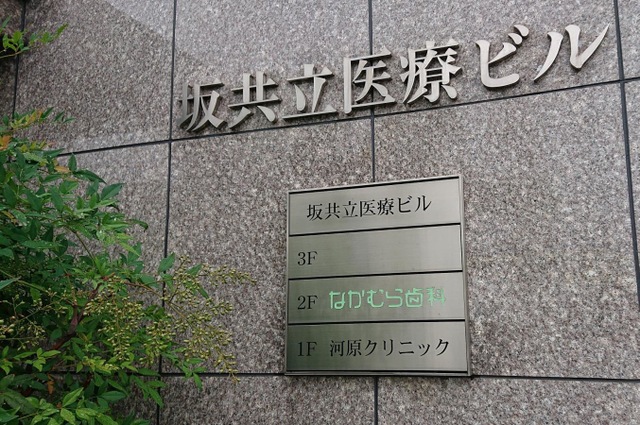 坂共立医療ビル
坂共立医療ビル
3F
2F なかむら歯科
1F 河原クリニック